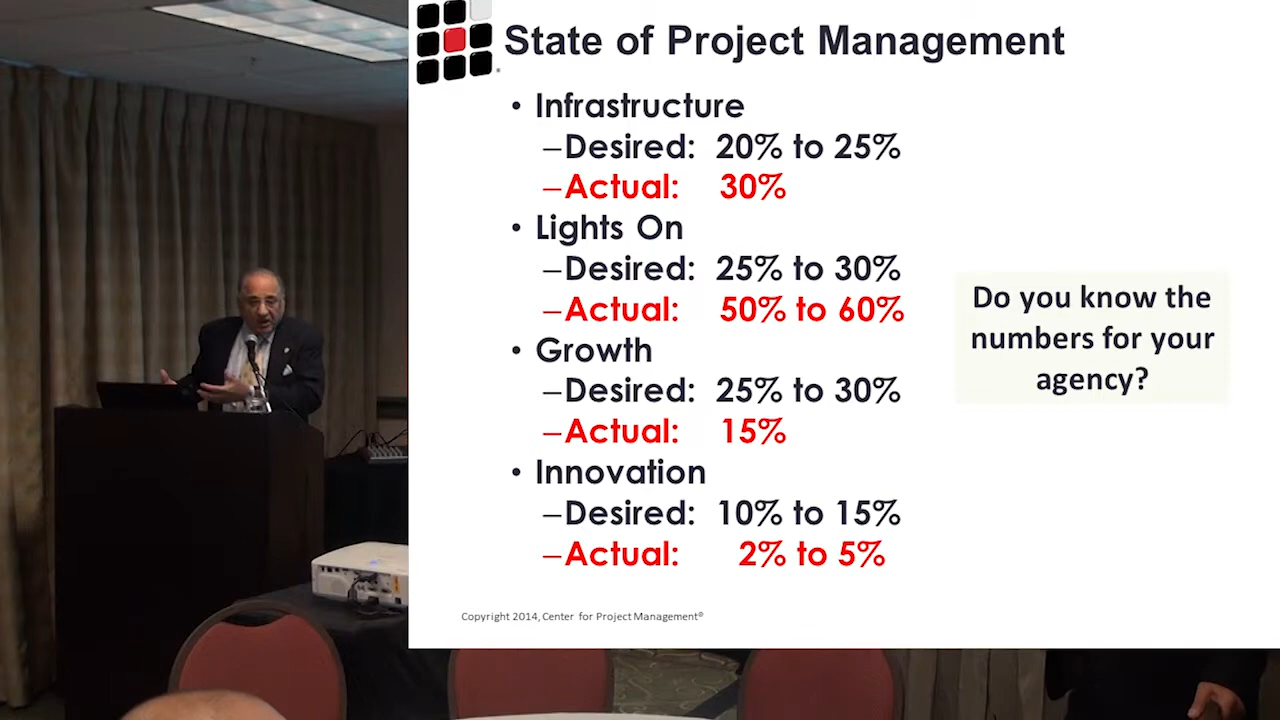 State of Project Management
• Infrastructure
–Desired: 20% to 25%
–Actual: 30%
• Lights On
–Desired: 25% to 30%
–Actual: 50% to 60%
• Growth
–Desired: 25% to 30%
–Actual: 15%
• Innovation
–Desired: 10% to 15%
–Actual: 2% to 5%
Do you know the
numbers for your
agency?
Copyright 2014, Center for Project Management®